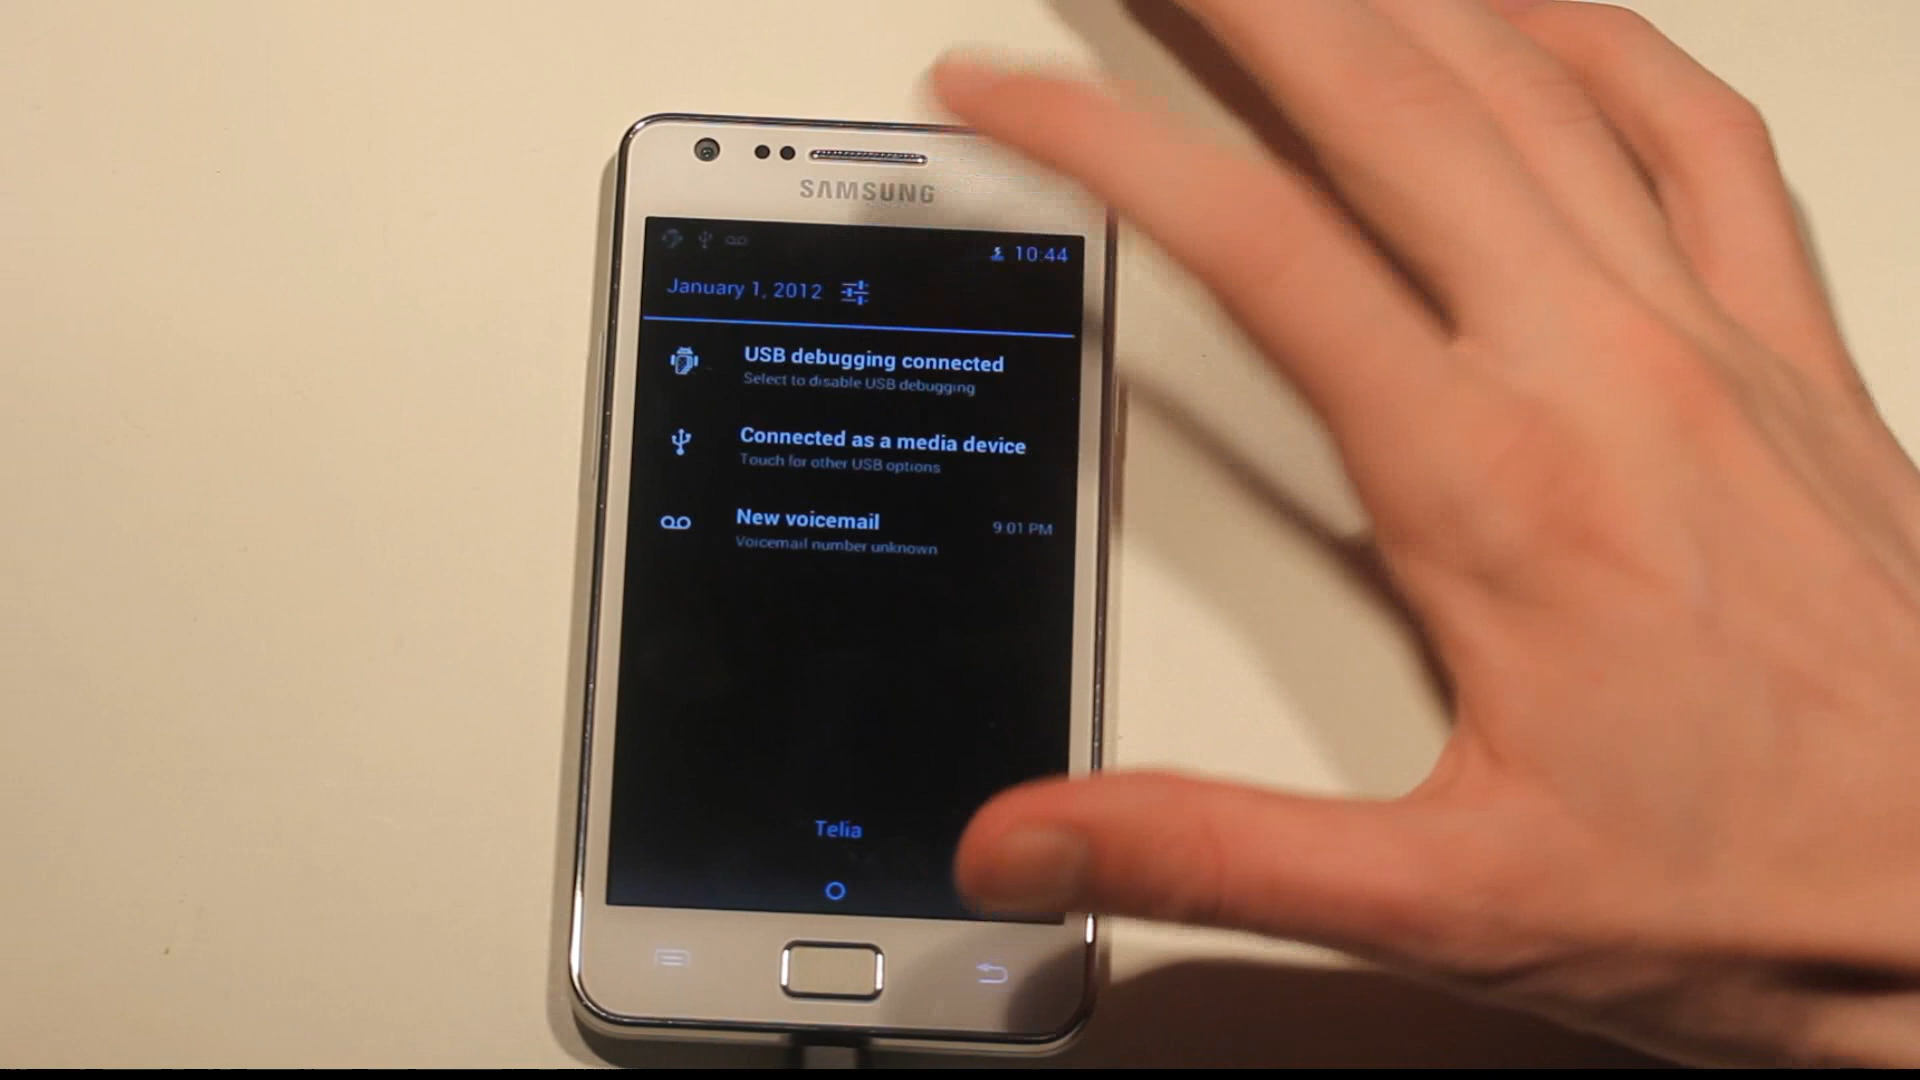 SAMSUNG
10:44
January 1, 2012
USB debugging connected
Select to disable USB debugging
Connected as a media device
Touch for other USB options
New voicemail
9:01 PM
Voicemail number unknown
Telia